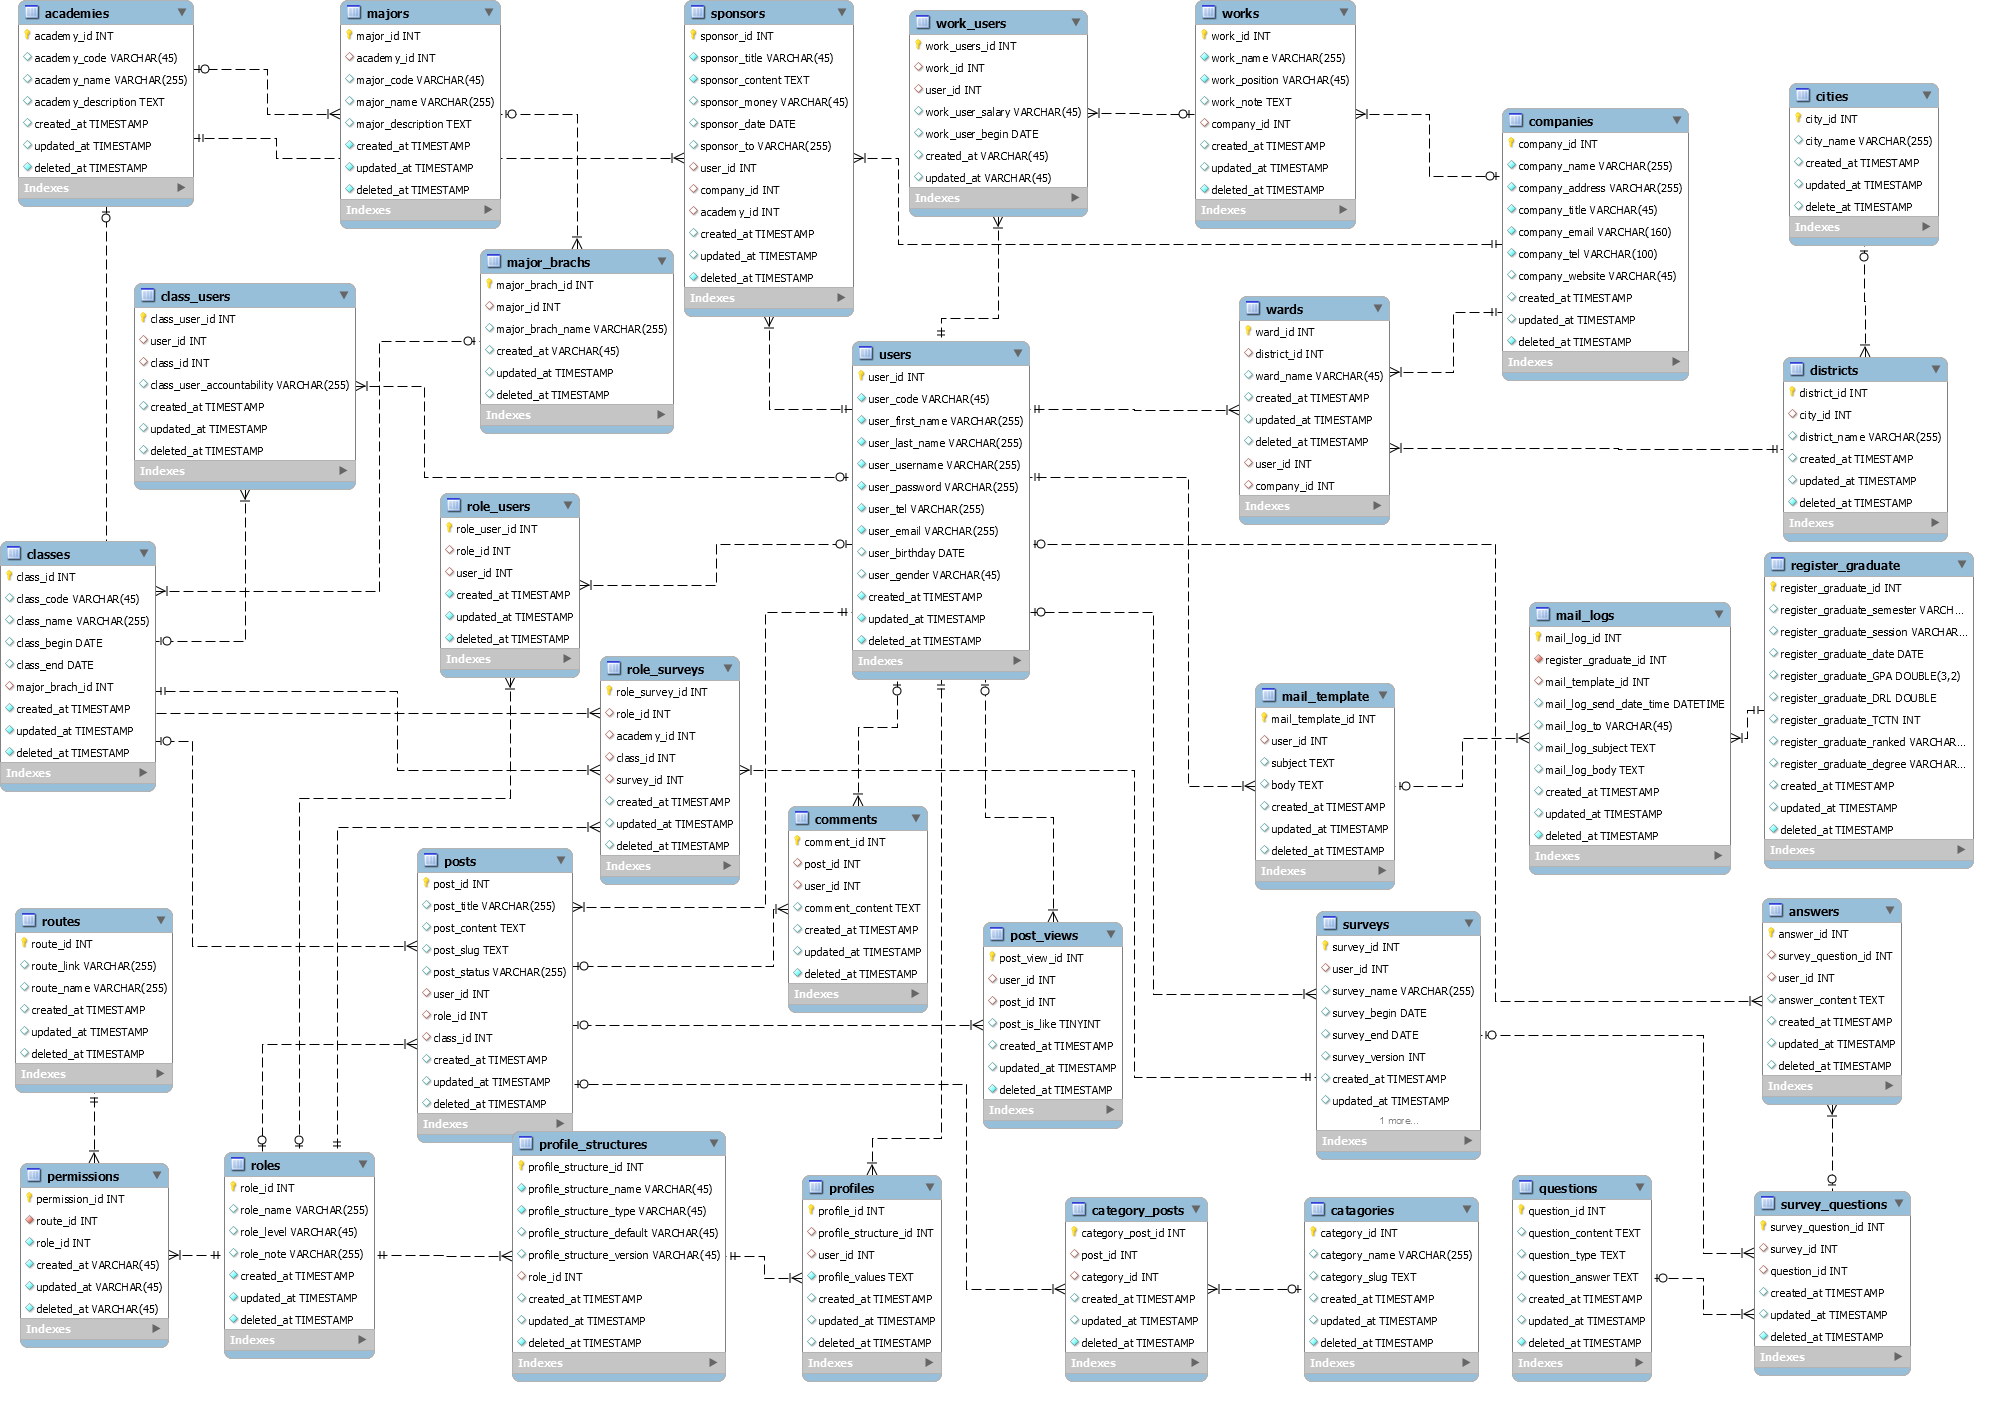 academies
academy_id INT
academy_code VARCHAR(45)
academy_name VARCHAR(255)
academy_description TEXT
created_at TIMESTAMP
updated_at TIMESTAMP
deleted_at TIMESTAMP
Indexes
majors
major_id INT
academy_id INT
major_code VARCHAR(45)
major_name VARCHAR(255)
major_description TEXT
created_at TIMESTAMP
updated_at TIMESTAMP
deleted_at TIMESTAMP
Indexes
sponsors
sponsor_id INT
sponsor_title VARCHAR(45)
sponsor_content TEXT
sponsor_money VARCHAR(45)
sponsor_date DATE
sponsor_to VARCHAR(255)
user_id INT
company_id INT
academy_id INT
created_at TIMESTAMP
updated_at TIMESTAMP
deleted_at TIMESTAMP
Indexes
work_users
work_users_id INT
work_id INT
user_id INT
work_user_salary VARCHAR(45)
work_user_begin DATE
created_at VARCHAR(45)
updated_at VARCHAR(45)
Indexes
works
work_id INT
work_name VARCHAR(255)
work_position VARCHAR(45)
work_note TEXT
company_id INT
created_at TIMESTAMP
updated_at TIMESTAMP
deleted_at TIMESTAMP
Indexes
companies
company_id INT
company_name VARCHAR(255)
company_address VARCHAR(255)
company_title VARCHAR(45)
company_email VARCHAR(160)
company_tel VARCHAR(100)
company_website VARCHAR(45)
created_at TIMESTAMP
updated_at TIMESTAMP
deleted_at TIMESTAMP
Indexes
cities
city_id INT
city_name VARCHAR(255)
created_at TIMESTAMP
updated_at TIMESTAMP
delete_at TIMESTAMP
Indexes
class_users
class_user_id INT
user_id INT
class_id INT
class_user_accountability VARCHAR(255)
created_at TIMESTAMP
updated_at TIMESTAMP
deleted_at TIMESTAMP
Indexes
major_brachs
major_brach_id INT
major_id INT
major_brach_name VARCHAR(255)
created_at VARCHAR(45)
updated_at TIMESTAMP
deleted_at TIMESTAMP
Indexes
users
user_id INT
user_code VARCHAR(45)
user_first_name VARCHAR(255)
user_last_name VARCHAR(255)
user_username VARCHAR(255)
user_password VARCHAR(255)
user_tel VARCHAR(255)
user_email VARCHAR(255)
user_birthday DATE
user_gender VARCHAR(45)
created_at TIMESTAMP
updated_at TIMESTAMP
deleted_at TIMESTAMP
Indexes
wards
ward_id INT
district_id INT
ward_name VARCHAR(45)
created_at TIMESTAMP
updated_at TIMESTAMP
deleted_at TIMESTAMP
user_id INT
company_id INT
Indexes
districts
district_id INT
city_id INT
district_name VARCHAR(255)
created_at TIMESTAMP
updated_at TIMESTAMP
deleted_at TIMESTAMP
Indexes
classes
class_id INT
class_code VARCHAR(45)
class_name VARCHAR(255)
class_begin DATE
class_end DATE
major_brach_id INT
created_at TIMESTAMP
updated_at TIMESTAMP
deleted_at TIMESTAMP
Indexes
role_users
role_user_id INT
role_id INT
user_id INT
created_at TIMESTAMP
updated_at TIMESTAMP
deleted_at TIMESTAMP
Indexes
role_surveys
role_survey_id INT
role_id INT
academy_id INT
class_id INT
survey_id INT
created_at TIMESTAMP
updated_at TIMESTAMP
deleted_at TIMESTAMP
Indexes
mail_template
mail_template_id INT
user_id INT
subject TEXT
body TEXT
created_at TIMESTAMP
updated_at TIMESTAMP
deleted_at TIMESTAMP
Indexes
mail_logs
mail_log_id INT
register_graduate_id INT
mail_template_id INT
mail_log_send_date_time DATETIME
mail_log_to VARCHAR(45)
mail_log_subject TEXT
mail_log_body TEXT
created_at TIMESTAMP
updated_at TIMESTAMP
deleted_at TIMESTAMP
Indexes
register_graduate
register_graduate_id INT
register_graduate_semester VARCH...
register_graduate_session VARCHAR...
register_graduate_date DATE
register_graduate_GPA DOUBLE(3,2)
register_graduate_DRL DOUBLE
register_graduate_TCTN INT
register_graduate_ranked VARCHAR...
register_graduate_degree VARCHAR...
created_at TIMESTAMP
updated_at TIMESTAMP
deleted_at TIMESTAMP
Indexes
routes
route_id INT
route_link VARCHAR(255)
route_name VARCHAR(255)
created_at TIMESTAMP
updated_at TIMESTAMP
deleted_at TIMESTAMP
Indexes
posts
post_id INT
post_title VARCHAR(255)
post_content TEXT
post_slug TEXT
post_status VARCHAR(255)
user_id INT
role_id INT
class_id INT
created_at TIMESTAMP
updated_at TIMESTAMP
deleted_at TIMESTAMP
Indexes
comments
comment_id INT
post_id INT
user_id INT
comment_content TEXT
created_at TIMESTAMP
updated_at TIMESTAMP
deleted_at TIMESTAMP
Indexes
post_views
post_view_id INT
user_id INT
post_id INT
post_is_like TINYINT
created_at TIMESTAMP
updated_at TIMESTAMP
deleted_at TIMESTAMP
Indexes
surveys
survey_id INT
user_id INT
survey_name VARCHAR(255)
survey_begin DATE
survey_end DATE
survey_version INT
created_at TIMESTAMP
updated_at TIMESTAMP
1 more...
Indexes
answers
answer_id INT
survey_question_id INT
user_id INT
answer_content TEXT
created_at TIMESTAMP
updated_at TIMESTAMP
deleted_at TIMESTAMP
Indexes
permissions
permission_id INT
route_id INT
role_id INT
created_at VARCHAR(45)
updated_at VARCHAR(45)
deleted_at VARCHAR(45)
Indexes
roles
role_id INT
role_name VARCHAR(255)
role_level VARCHAR(45)
role_note VARCHAR(255)
created_at TIMESTAMP
updated_at TIMESTAMP
deleted_at TIMESTAMP
Indexes
profile_structures
profile_structure_id INT
profile_structure_name VARCHAR(45)
profile_structure_type VARCHAR(45)
profile_structure_default VARCHAR(45)
profile_structure_version VARCHAR(45)
role_id INT
created_at TIMESTAMP
updated_at TIMESTAMP
deleted_at TIMESTAMP
Indexes
profiles
profile_id INT
profile_structure_id INT
user_id INT
profile_values TEXT
created_at TIMESTAMP
updated_at TIMESTAMP
deleted_at TIMESTAMP
Indexes
category_posts
category_post_id INT
post_id INT
category_id INT
created_at TIMESTAMP
updated_at TIMESTAMP
deleted_at TIMESTAMP
Indexes
catagories
category_id INT
category_name VARCHAR(255)
category_slug TEXT
created_at TIMESTAMP
updated_at TIMESTAMP
deleted_at TIMESTAMP
Indexes
questions
question_id INT
question_content TEXT
question_type TEXT
question_answer TEXT
created_at TIMESTAMP
updated_at TIMESTAMP
deleted_at TIMESTAMP
Indexes
survey_questions
survey_question_id INT
survey_id INT
question_id INT
created_at TIMESTAMP
updated_at TIMESTAMP
deleted_at TIMESTAMP
Indexes